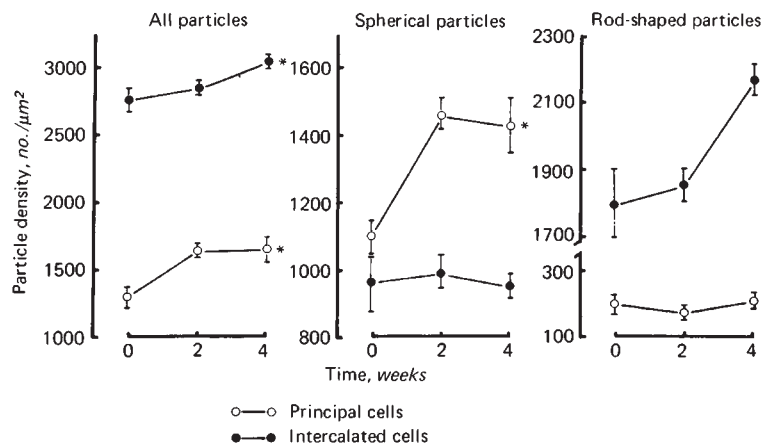 All particles
Spherical particles
Rod-shaped particles
Particle density, no./μm²
3000
2500
2000
1500
1000
*
*
0 2 4
1600
1400
1200
1000
800
*
0 2 4
2300
2100
1900
1700
300
100
0 2 4
Time, weeks
Principal cells
Intercalated cells